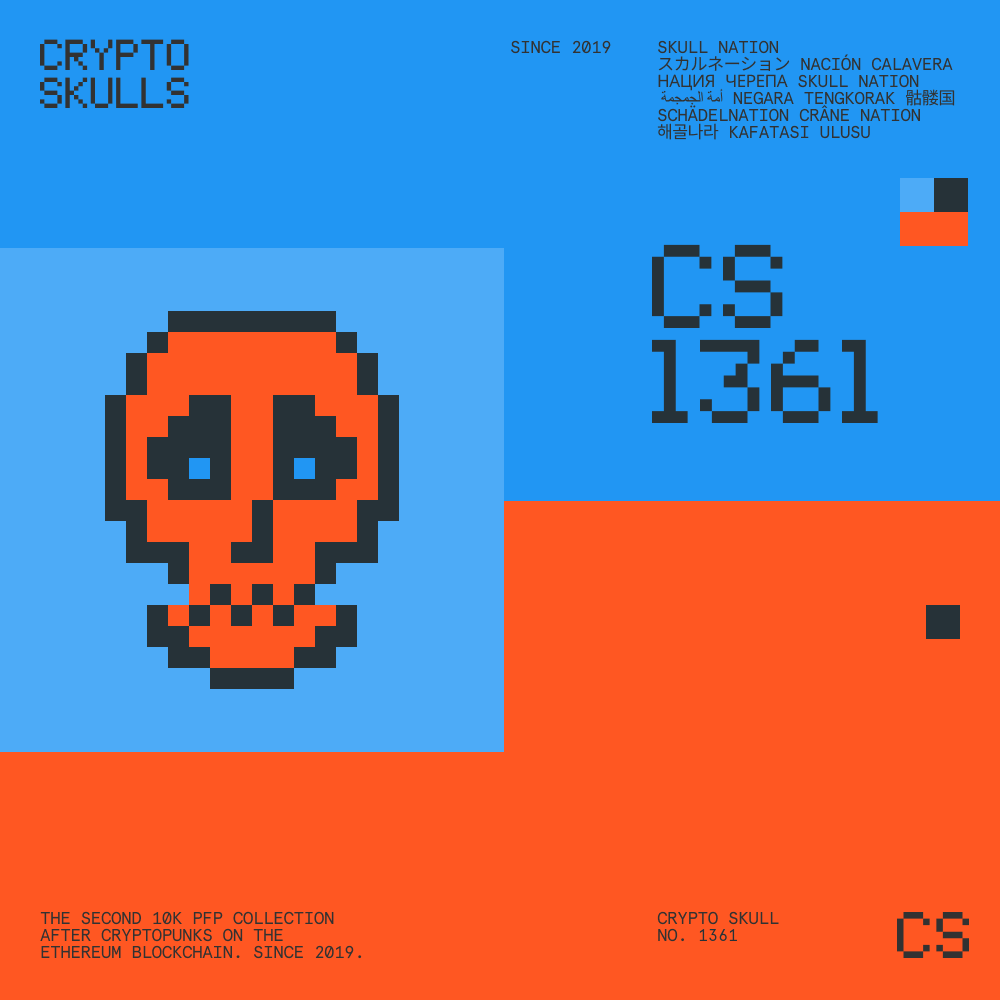 CRYPTO
SKULLS
SINCE 2019
SKULL NATION
スカルネーション NACIÓN CALAVERA
НАЦИЯ ЧЕРЕПА SKULL NATION
أمة الجمجمة NEGARA TENGKORAK 骷髅国
SCHÄDELNATION CRÂNE NATION
해골나라 KAFATASI ULUSU
CS
1361
THE SECOND 10K PFP COLLECTION
AFTER CRYPTOPUNKS ON THE
ETHEREUM BLOCKCHAIN. SINCE 2019.
CRYPTO SKULL
NO. 1361
CS